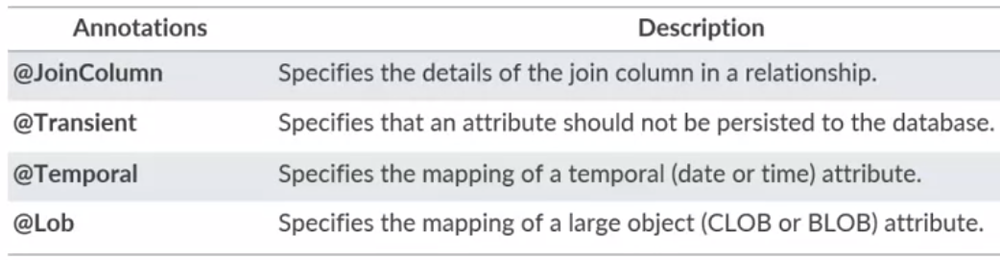 Annotations Description
@JoinColumn Specifies the details of the join column in a relationship.
@Transient Specifies that an attribute should not be persisted to the database.
@Temporal Specifies the mapping of a temporal (date or time) attribute.
@Lob Specifies the mapping of a large object (CLOB or BLOB) attribute.